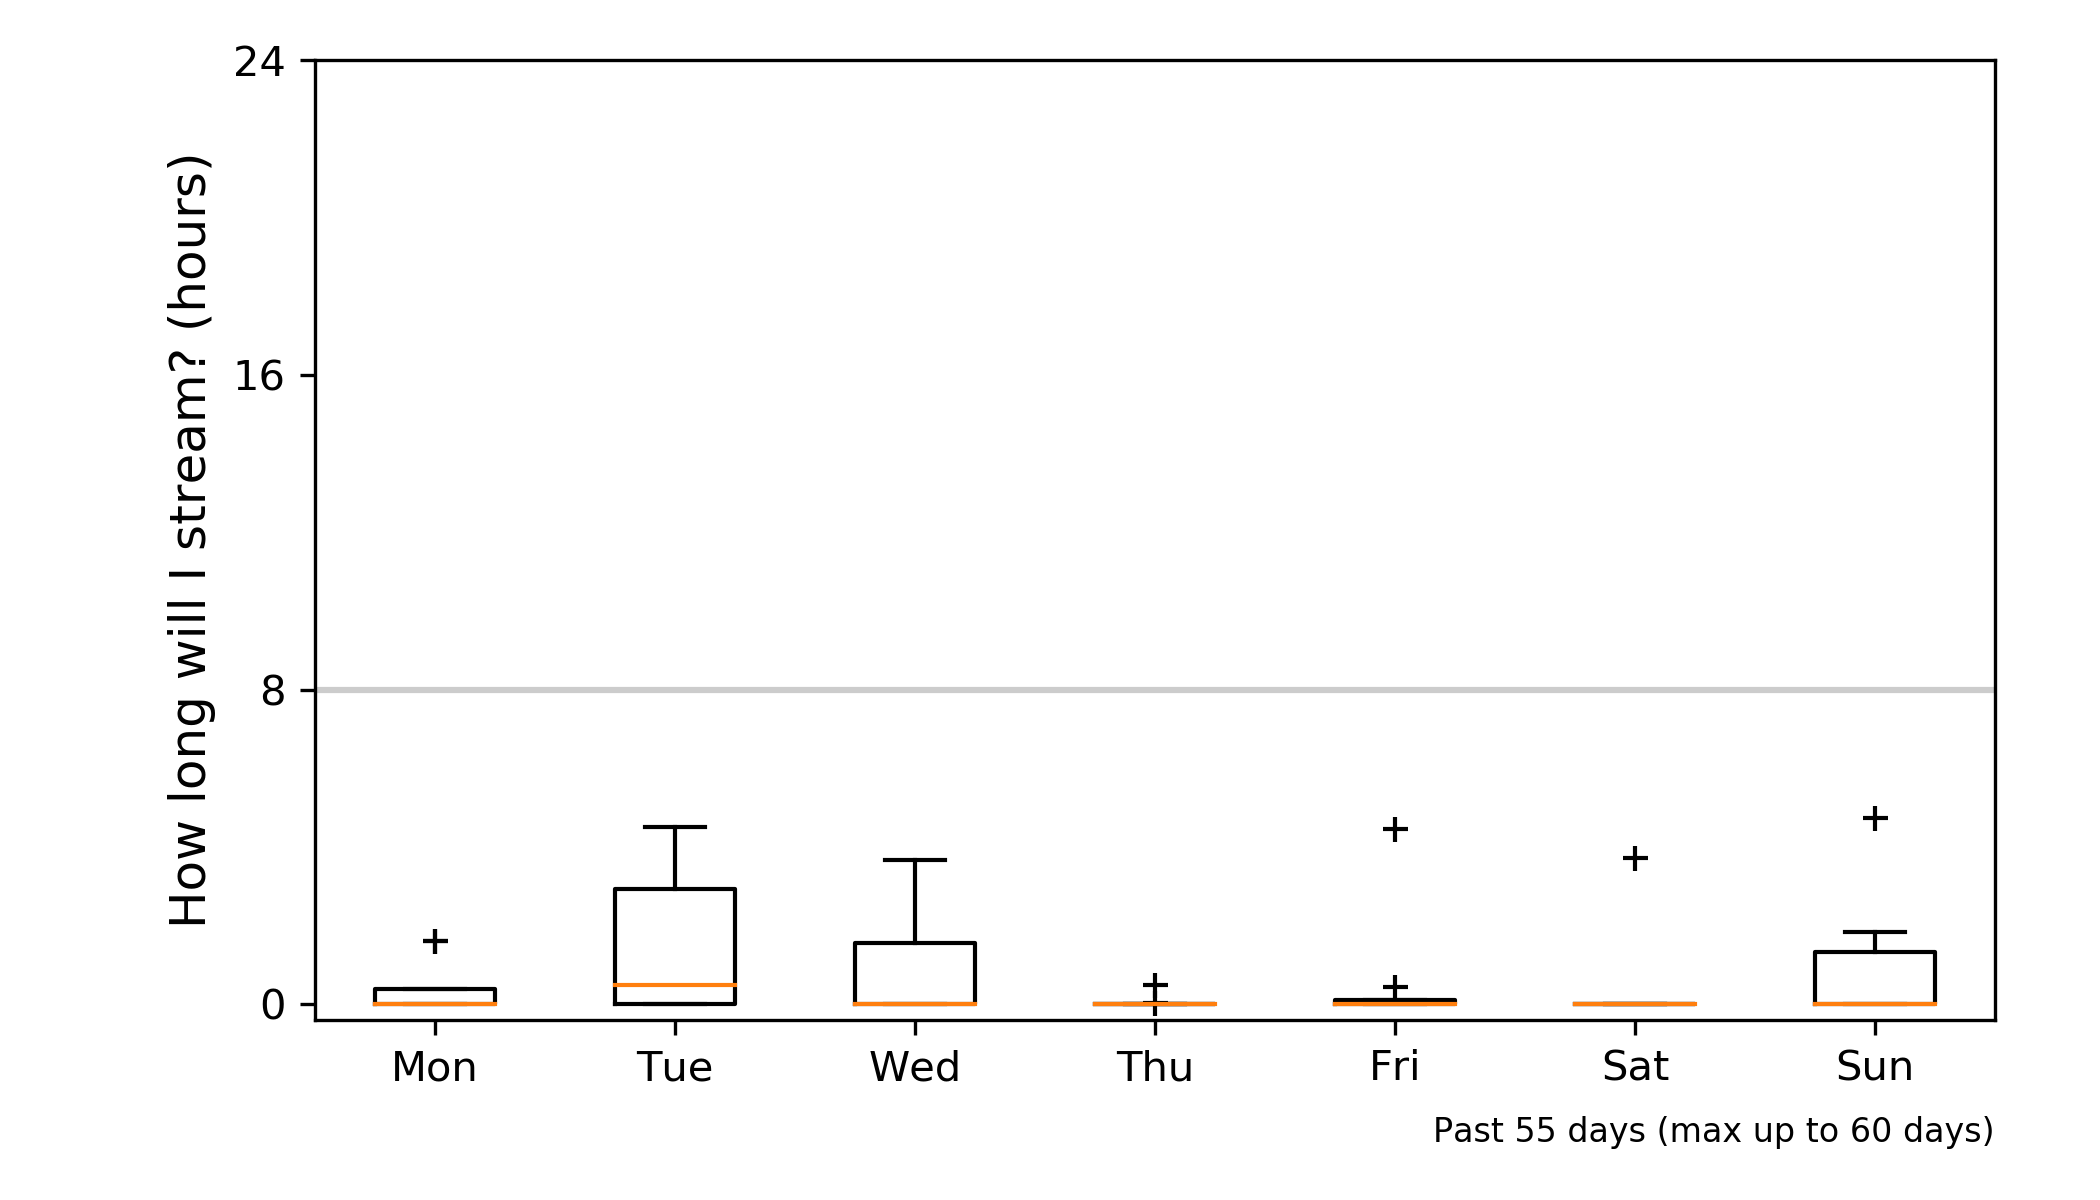 How long will I stream? (hours)
24
16
8
0
Mon Tue Wed Thu Fri Sat Sun
Past 55 days (max up to 60 days)